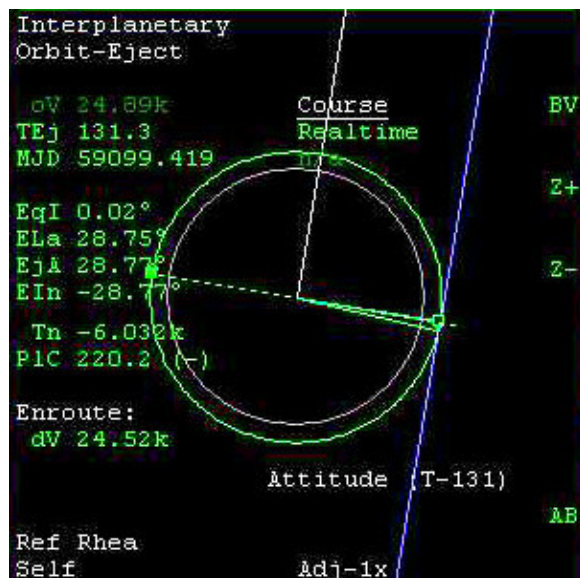 Interplanetary
Orbit-Eject
oV 24.89k
Course
BV
TEj 131.3
Realtime
MJD 59099.419
n/a
Z+
EqI 0.02°
ELa 28.75°
EjA 28.77°
Z-
EIn -28.77°
Tn -6.032k
PlC 220.2 (-)
Enroute:
dV 24.52k
Attitude (T-131)
AB
Ref Rhea
Self
Adj-1x